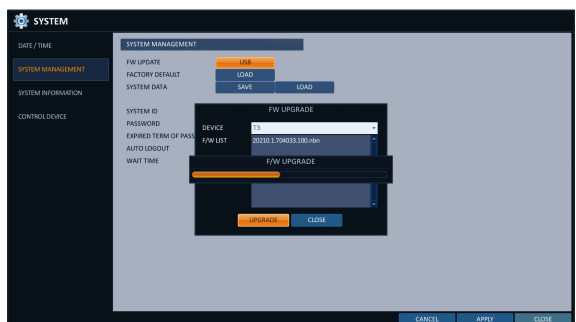 SYSTEM
DATE / TIME
SYSTEM MANAGEMENT
SYSTEM INFORMATION
CONTROL DEVICE
SYSTEM MANAGEMENT
FW UPDATE USB
FACTORY DEFAULT LOAD
SYSTEM DATA SAVE LOAD
SYSTEM ID
PASSWORD
EXPIRED TERM OF PASS
AUTO LOGOUT
WAIT TIME
FW UPGRADE
DEVICE T3
F/W LIST 20210.1.704033.100.nbn
F/W UPGRADE
UPGRADE CLOSE
CANCEL APPLY CLOSE